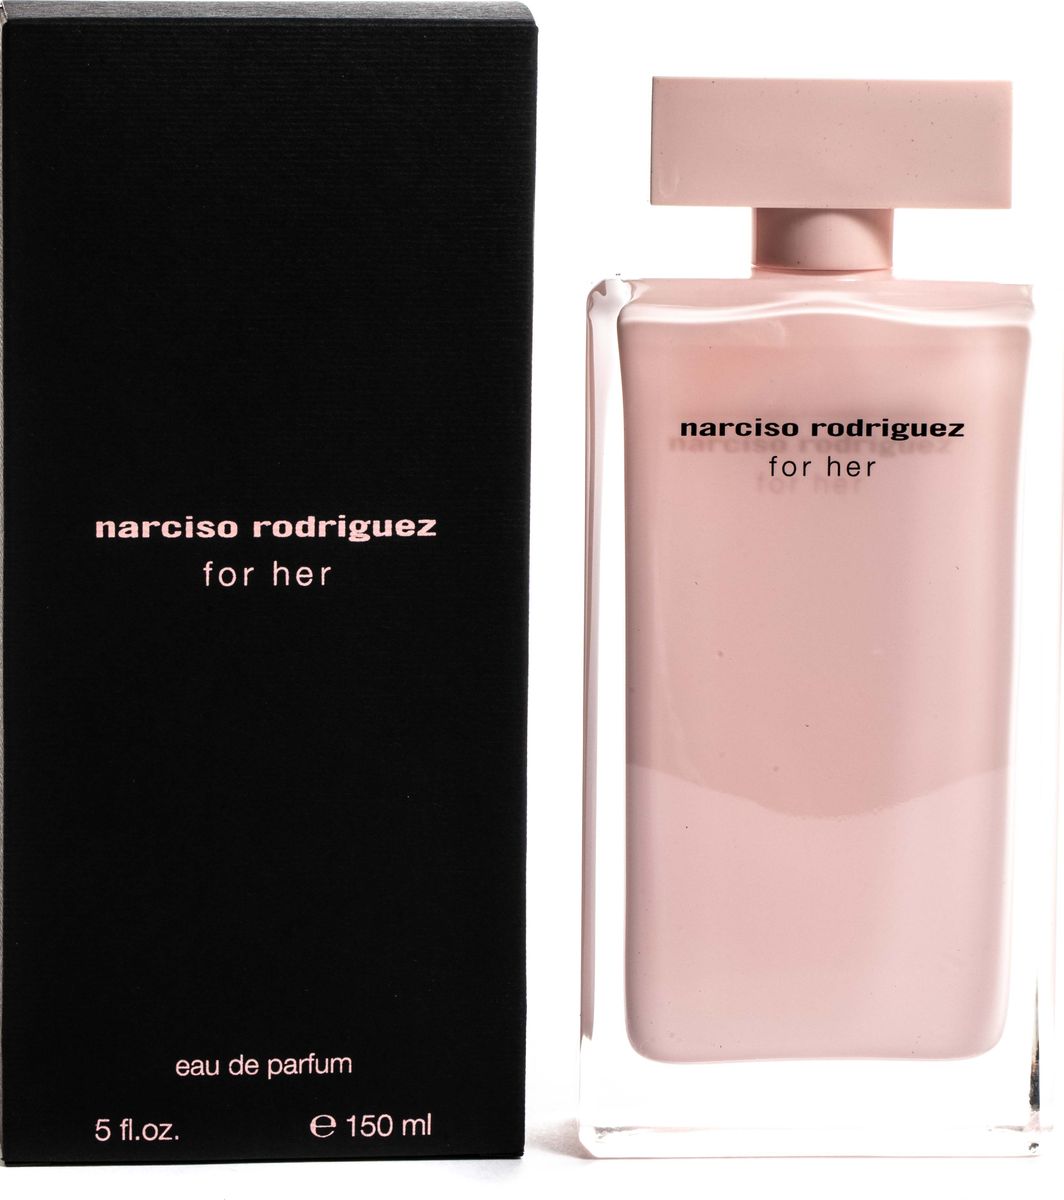 narciso rodriguez
for her
eau de parfum
5 fl.oz. ℮ 150 ml
narciso rodriguez
for her